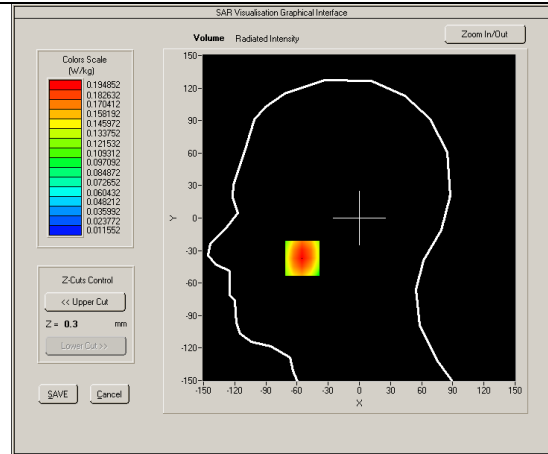 SAR Visualisation Graphical Interface
Volume Radiated Intensity
Zoom In/Out
Colors Scale
(W/kg)
0.194852
0.182632
0.170412
0.158192
0.145972
0.133752
0.121532
0.109312
0.097092
0.084872
0.072652
0.060432
0.048212
0.035992
0.023772
0.011552
Z-Cuts Control
<< Upper Cut
Z = 0.3 mm
Lower Cut >>
SAVE
Cancel
150
120
90
60
30
0
-30
-60
-90
-120
-150
Y
-150 -120 -90 -60 -30 0 30 60 90 120 150
X